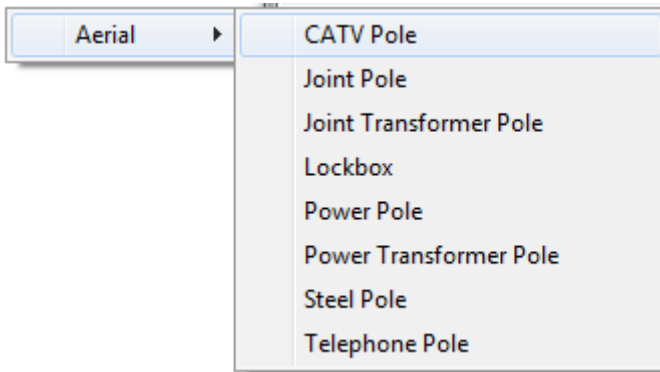 Aerial
CATV Pole
Joint Pole
Joint Transformer Pole
Lockbox
Power Pole
Power Transformer Pole
Steel Pole
Telephone Pole